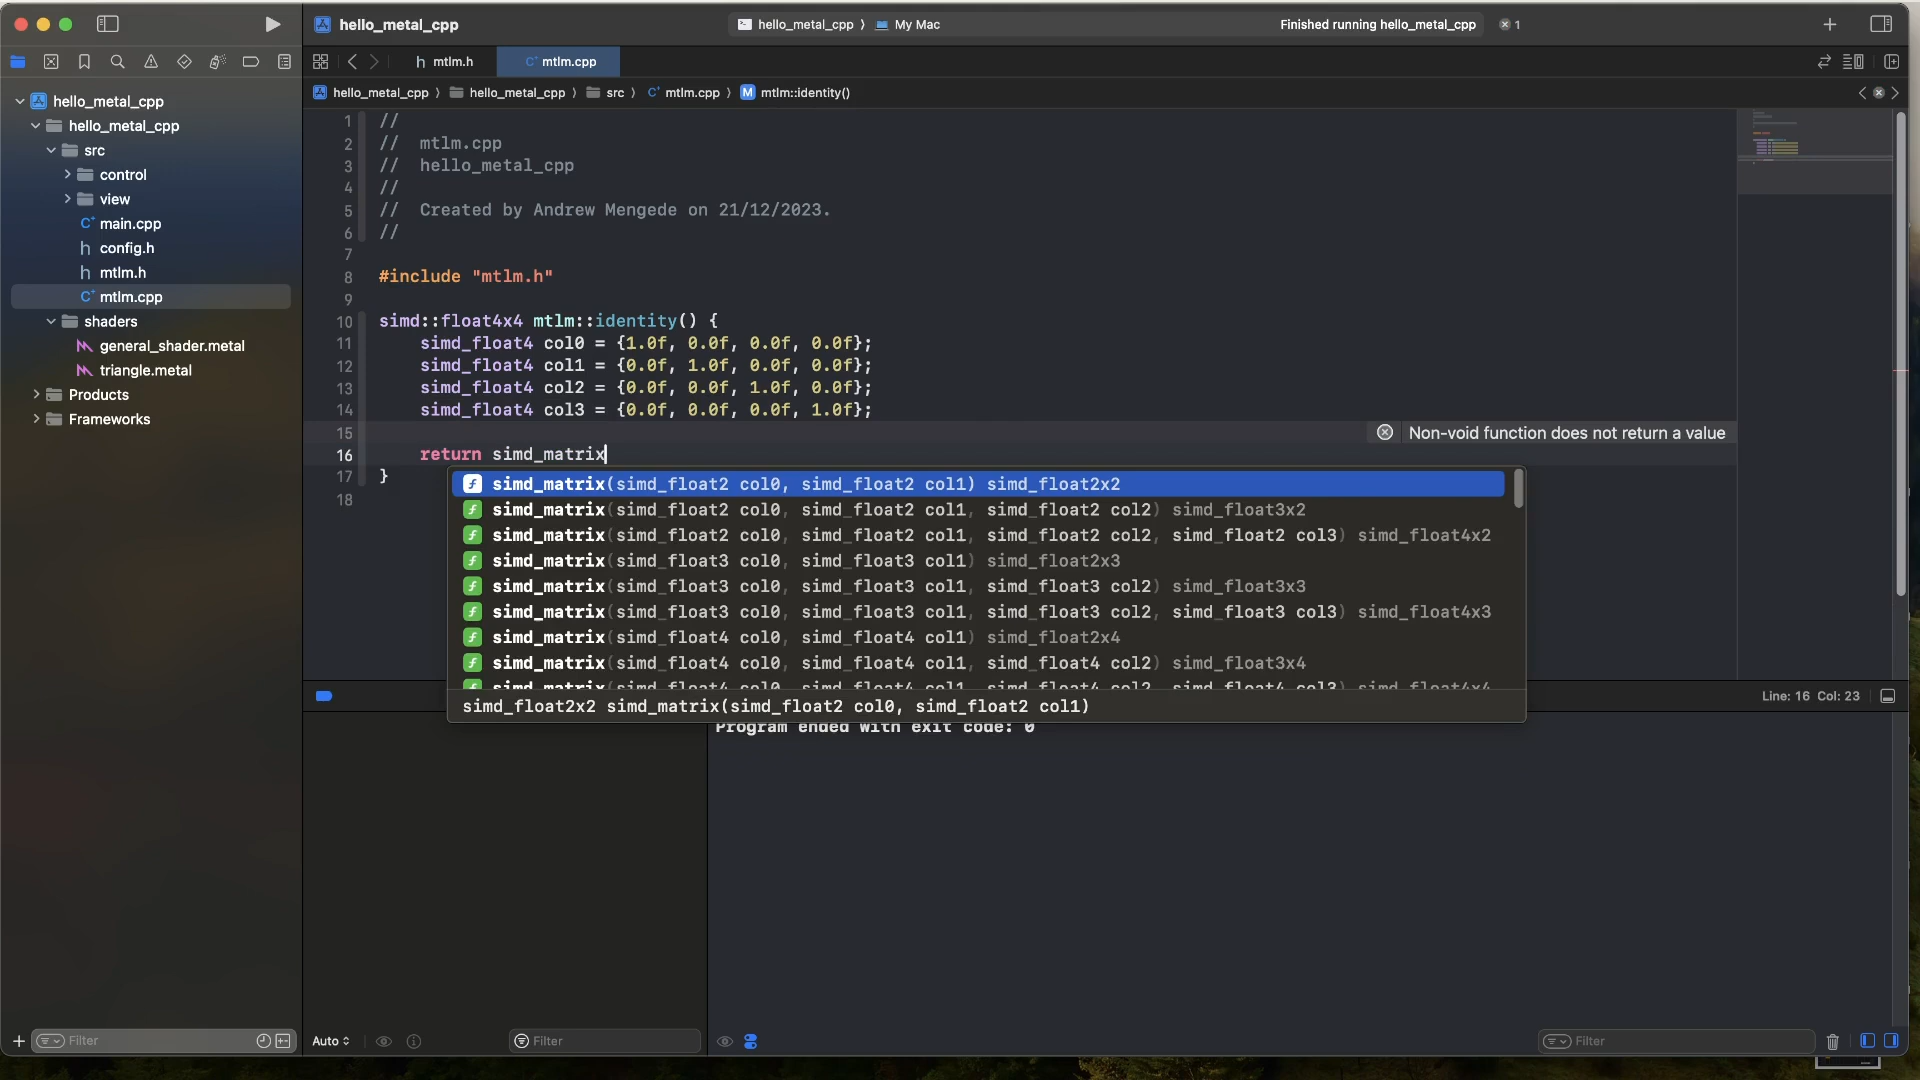 hello_metal_cpp
hello_metal_cpp
My Mac
Finished running hello_metal_cpp
1
mtlm.h
mtlm.cpp
hello_metal_cpp
hello_metal_cpp
src
mtlm.cpp
M
mtlm::identity()
hello_metal_cpp
hello_metal_cpp
src
control
view
main.cpp
config.h
mtlm.h
mtlm.cpp
shaders
general_shader.metal
triangle.metal
Products
Frameworks
1 //
2 // mtlm.cpp
3 // hello_metal_cpp
4 //
5 // Created by Andrew Mengede on 21/12/2023.
6 //
7
8 #include "mtlm.h"
9
10 simd::float4x4 mtlm::identity() {
11 simd_float4 col0 = {1.0f, 0.0f, 0.0f, 0.0f};
12 simd_float4 col1 = {0.0f, 1.0f, 0.0f, 0.0f};
13 simd_float4 col2 = {0.0f, 0.0f, 1.0f, 0.0f};
14 simd_float4 col3 = {0.0f, 0.0f, 0.0f, 1.0f};
15
Non-void function does not return a value
16 return simd_matrix
17 }
18
simd_matrix(simd_float2 col0, simd_float2 col1) simd_float2x2
simd_matrix(simd_float2 col0, simd_float2 col1, simd_float2 col2) simd_float3x2
simd_matrix(simd_float2 col0, simd_float2 col1, simd_float2 col2, simd_float2 col3) simd_float4x2
simd_matrix(simd_float3 col0, simd_float3 col1) simd_float2x3
simd_matrix(simd_float3 col0, simd_float3 col1, simd_float3 col2) simd_float3x3
simd_matrix(simd_float3 col0, simd_float3 col1, simd_float3 col2, simd_float3 col3) simd_float4x3
simd_matrix(simd_float4 col0, simd_float4 col1) simd_float2x4
simd_matrix(simd_float4 col0, simd_float4 col1, simd_float4 col2) simd_float3x4
simd_matrix(simd_float4 col0, simd_float4 col1, simd_float4 col2, simd_float4 col3) simd_float4x4
simd_float2x2 simd_matrix(simd_float2 col0, simd_float2 col1)
Line: 16 Col: 23
Program ended with exit code: 0
Filter
Auto
Filter
Filter